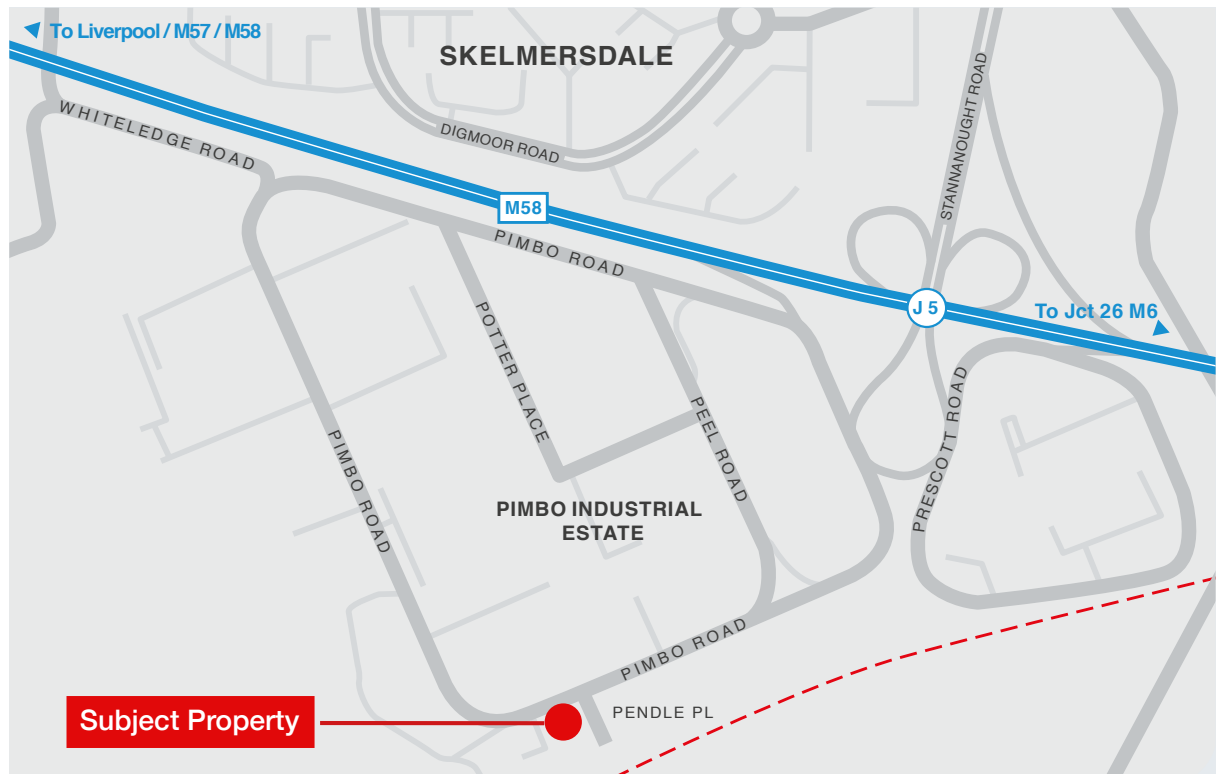 To Liverpool / M57 / M58
SKELMERSDALE
STANNANOUGHT ROAD
WHITELEDGE ROAD
DIGMOOR ROAD
M58
PIMBO ROAD
J 5
To Jct 26 M6
POTTER PLACE
PEEL ROAD
PRESCOTT ROAD
PIMBO ROAD
PIMBO INDUSTRIAL
ESTATE
PIMBO ROAD
PENDLE PL
Subject Property